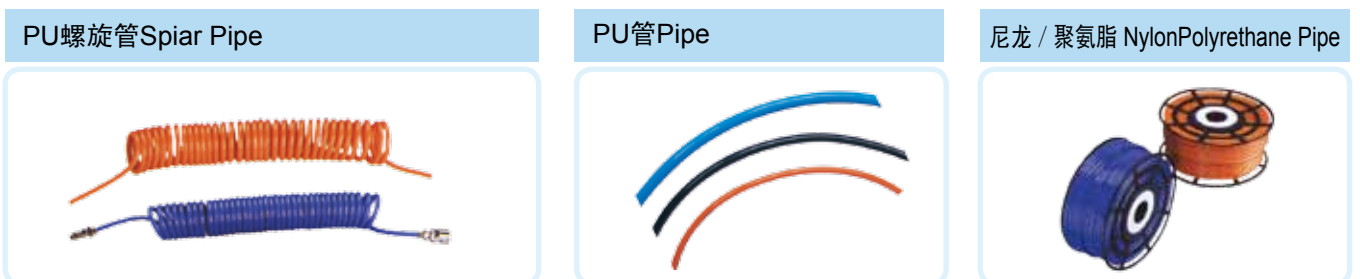 PU螺旋管Spiar Pipe
PU管Pipe
尼龙 / 聚氨脂 NylonPolyrethane Pipe